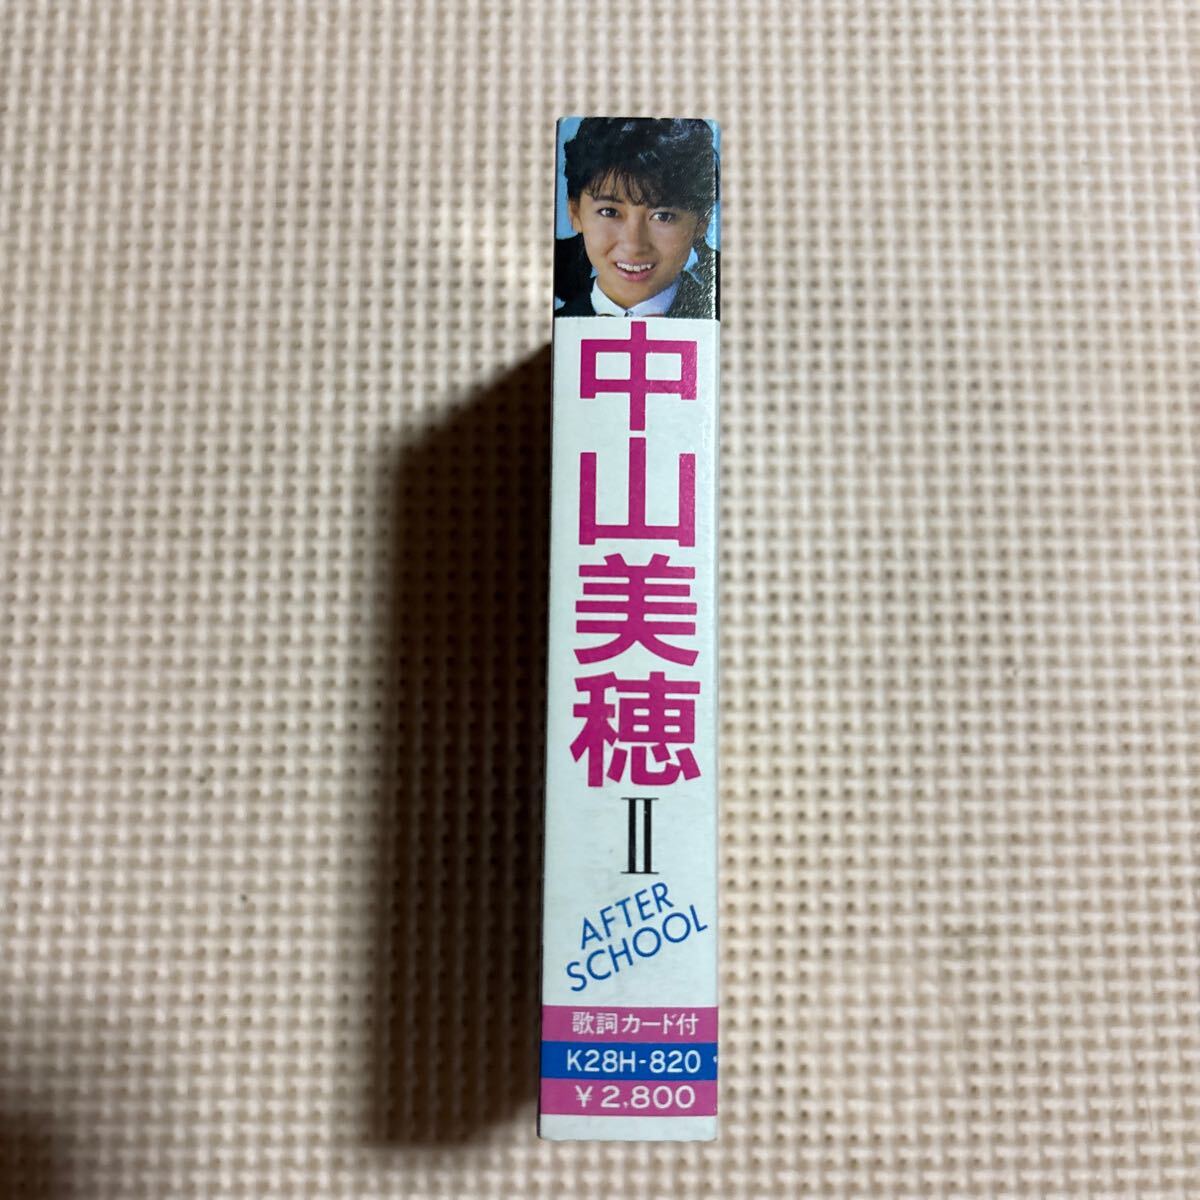 中山美穂
II
AFTER
SCHOOL
歌詞カード付
K28H-820
¥2,800